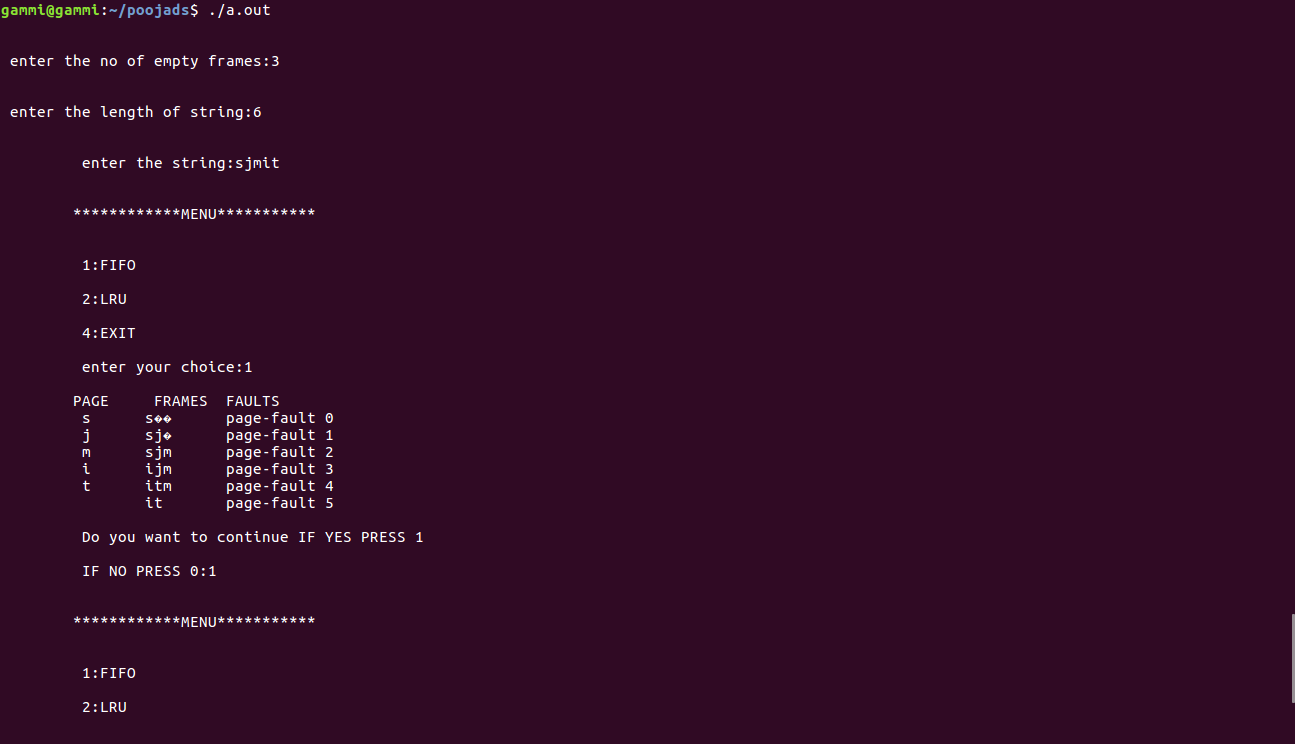 gammi@gammi:~/poojads$ ./a.out
enter the no of empty frames:3
enter the length of string:6
enter the string:sjmit
************MENU***********
1:FIFO
2:LRU
4:EXIT
enter your choice:1
PAGE FRAMES FAULTS
s s�� page-fault 0
j sj� page-fault 1
m sjm page-fault 2
i ijm page-fault 3
t itm page-fault 4
it page-fault 5
Do you want to continue IF YES PRESS 1
IF NO PRESS 0:1
************MENU***********
1:FIFO
2:LRU